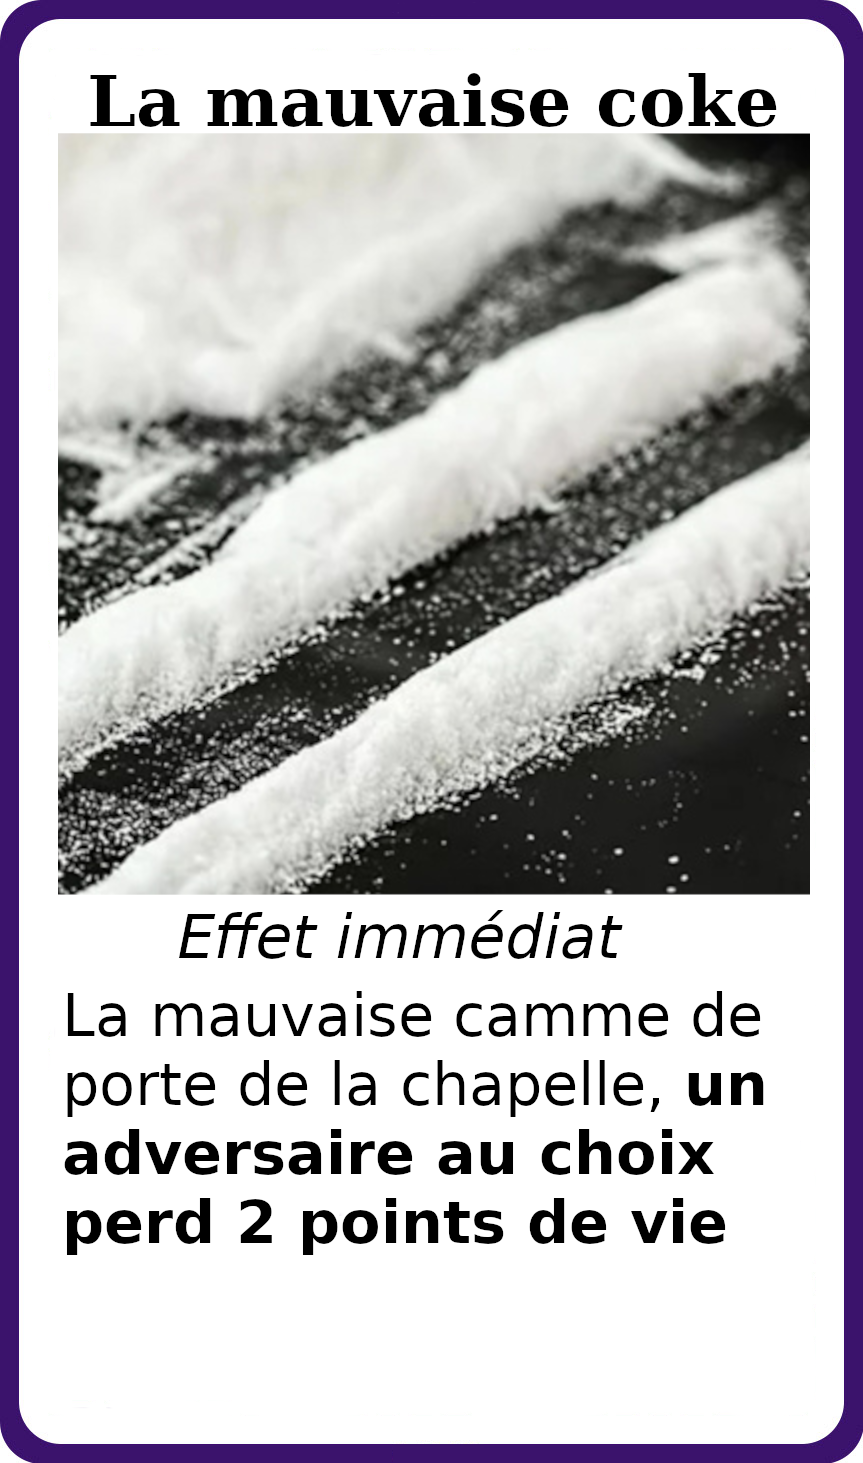 La mauvaise coke
Effet immédiat
La mauvaise camme de
porte de la chapelle, un
adversaire au choix
perd 2 points de vie